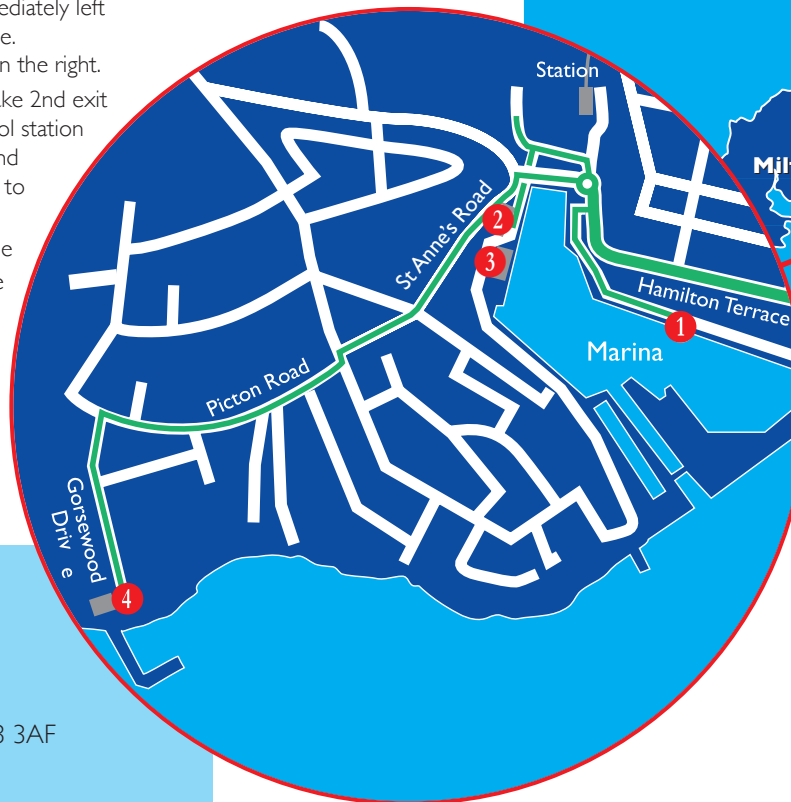 ediately left
e.
n the right.
ake 2nd exit
ol station
nd
to
e
e
Station
Mil
St Anne's Road
2
3
Hamilton Terrace
1
Marina
Picton Road
Gorsewood
Driv e
4
3 3AF